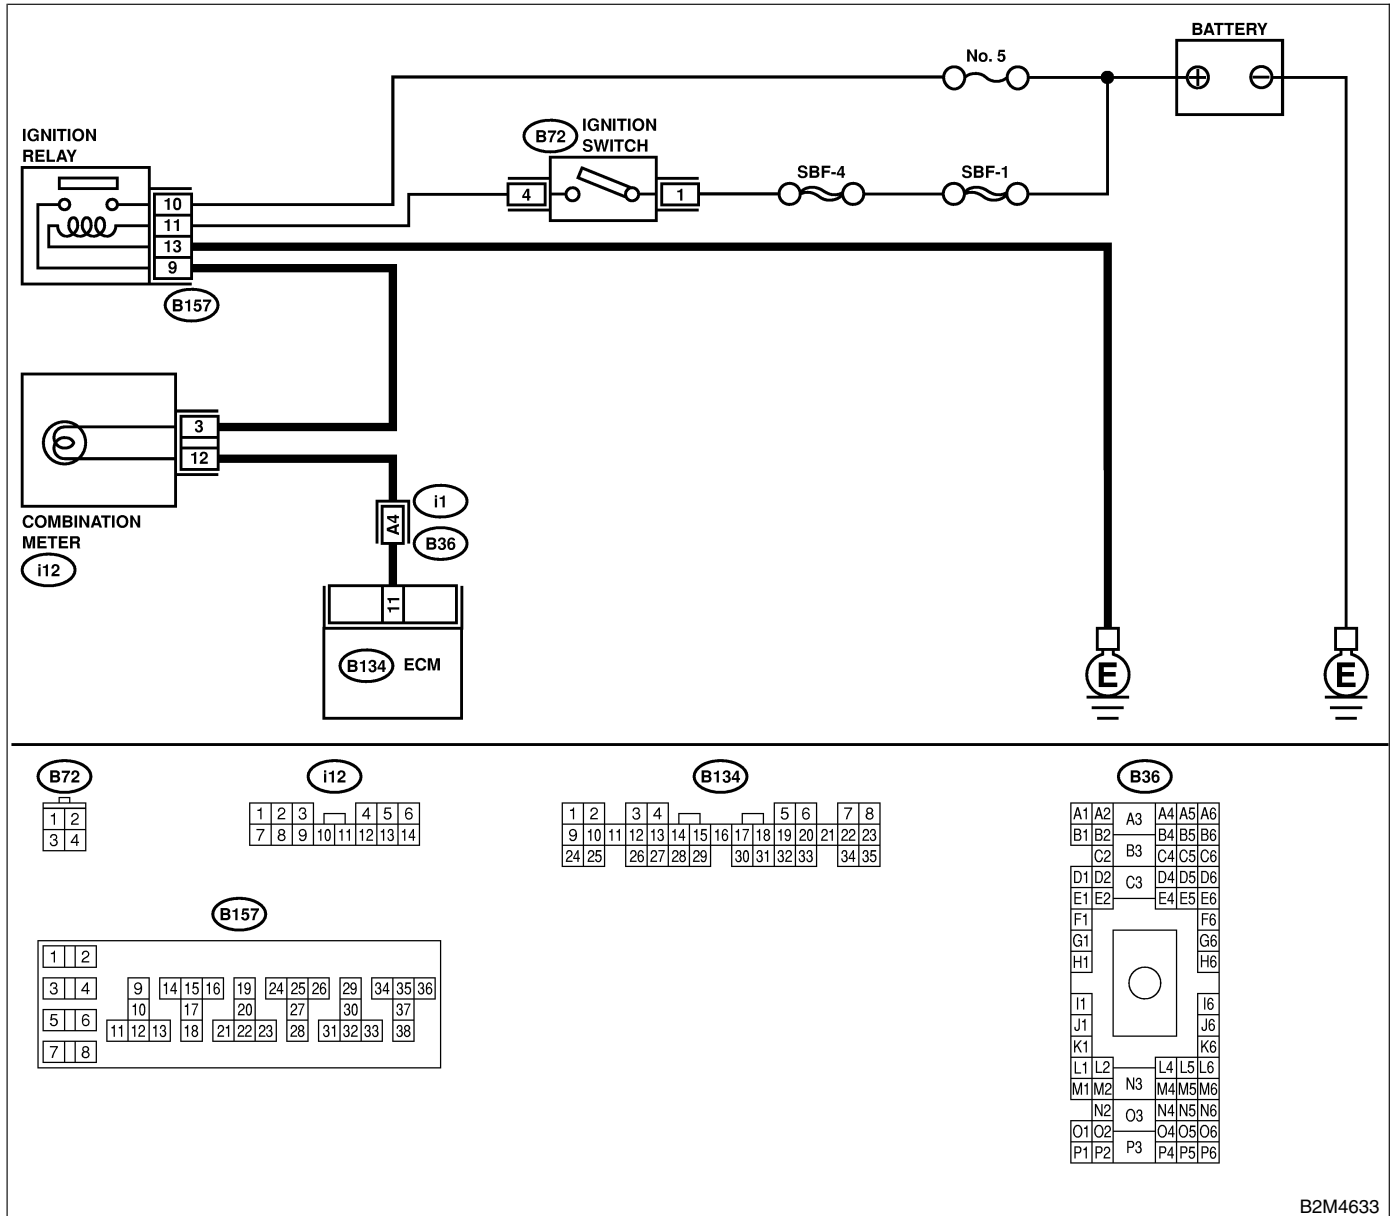 BATTERY
No. 5
IGNITION
RELAY
B72
IGNITION
SWITCH
SBF-4
SBF-1
4
1
10
11
13
9
B157
3
12
COMBINATION
METER
i12
A4
i1
B36
11
B134 ECM
E
E
B72
1 2
3 4
i12
1 2 3 4 5 6
7 8 9 10 11 12 13 14
B134
1 2 3 4 5 6 7 8
9 10 11 12 13 14 15 16 17 18 19 20 21 22 23
24 25 26 27 28 29 30 31 32 33 34 35
B157
1 2
3 4
5 6
7 8
9 14 15 16 19 24 25 26 29 34 35 36
10 17 20 27 30 37
11 12 13 18 21 22 23 28 31 32 33 38
B36
A1 A2 A3 A4 A5 A6
B1 B2 B4 B5 B6
B3
C2 C4 C5 C6
D1 D2 C3 D4 D5 D6
E1 E2 E4 E5 E6
F1 F6
G1 G6
H1 H6
I1 I6
J1 J6
K1 K6
L1 L2 L4 L5 L6
N3
M1 M2 M4 M5 M6
N2 O3 N4 N5 N6
O1 O2 O4 O5 O6
P3
P1 P2 P4 P5 P6
B2M4633